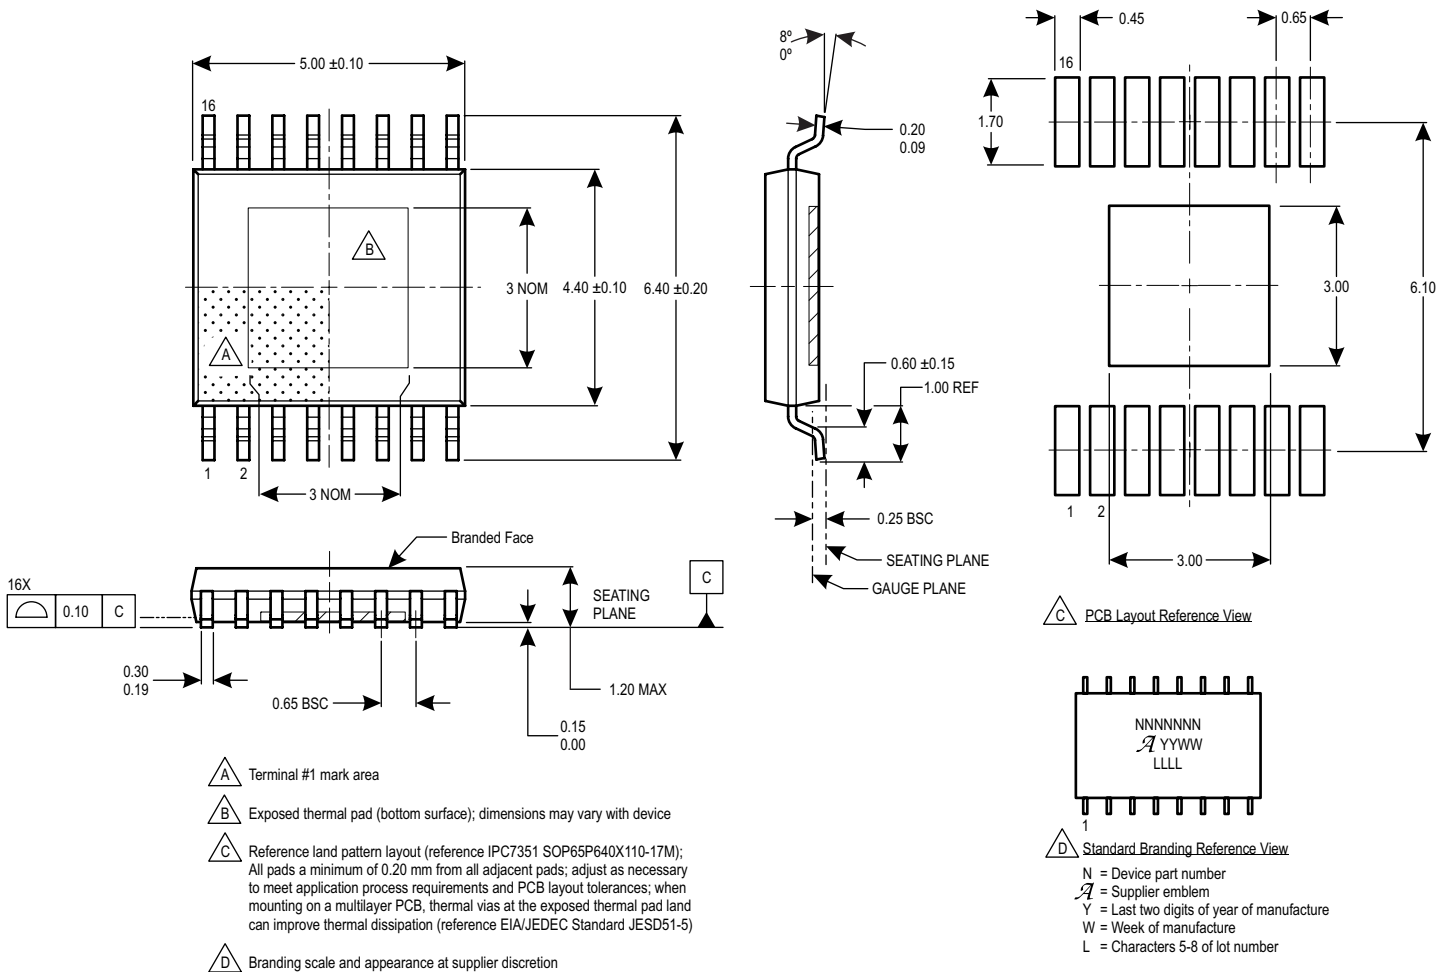 5.00 ±0.10
16
B
3 NOM
4.40 ±0.10
6.40 ±0.20
A
1 2
3 NOM
8º
0º
0.20
0.09
0.60 ±0.15
1.00 REF
0.25 BSC
SEATING PLANE
GAUGE PLANE
0.45
0.65
16
1.70
3.00
6.10
1 2
3.00
C PCB Layout Reference View
Branded Face
16X
0.10 C
SEATING
PLANE
C
0.30
0.19
0.65 BSC
1.20 MAX
0.15
0.00
A Terminal #1 mark area
B Exposed thermal pad (bottom surface); dimensions may vary with device
C Reference land pattern layout (reference IPC7351 SOP65P640X110-17M);
All pads a minimum of 0.20 mm from all adjacent pads; adjust as necessary
to meet application process requirements and PCB layout tolerances; when
mounting on a multilayer PCB, thermal vias at the exposed thermal pad land
can improve thermal dissipation (reference EIA/JEDEC Standard JESD51-5)
D Branding scale and appearance at supplier discretion
NNNNNNN
A YYWW
LLLL
1
D Standard Branding Reference View
N = Device part number
A = Supplier emblem
Y = Last two digits of year of manufacture
W = Week of manufacture
L = Characters 5-8 of lot number